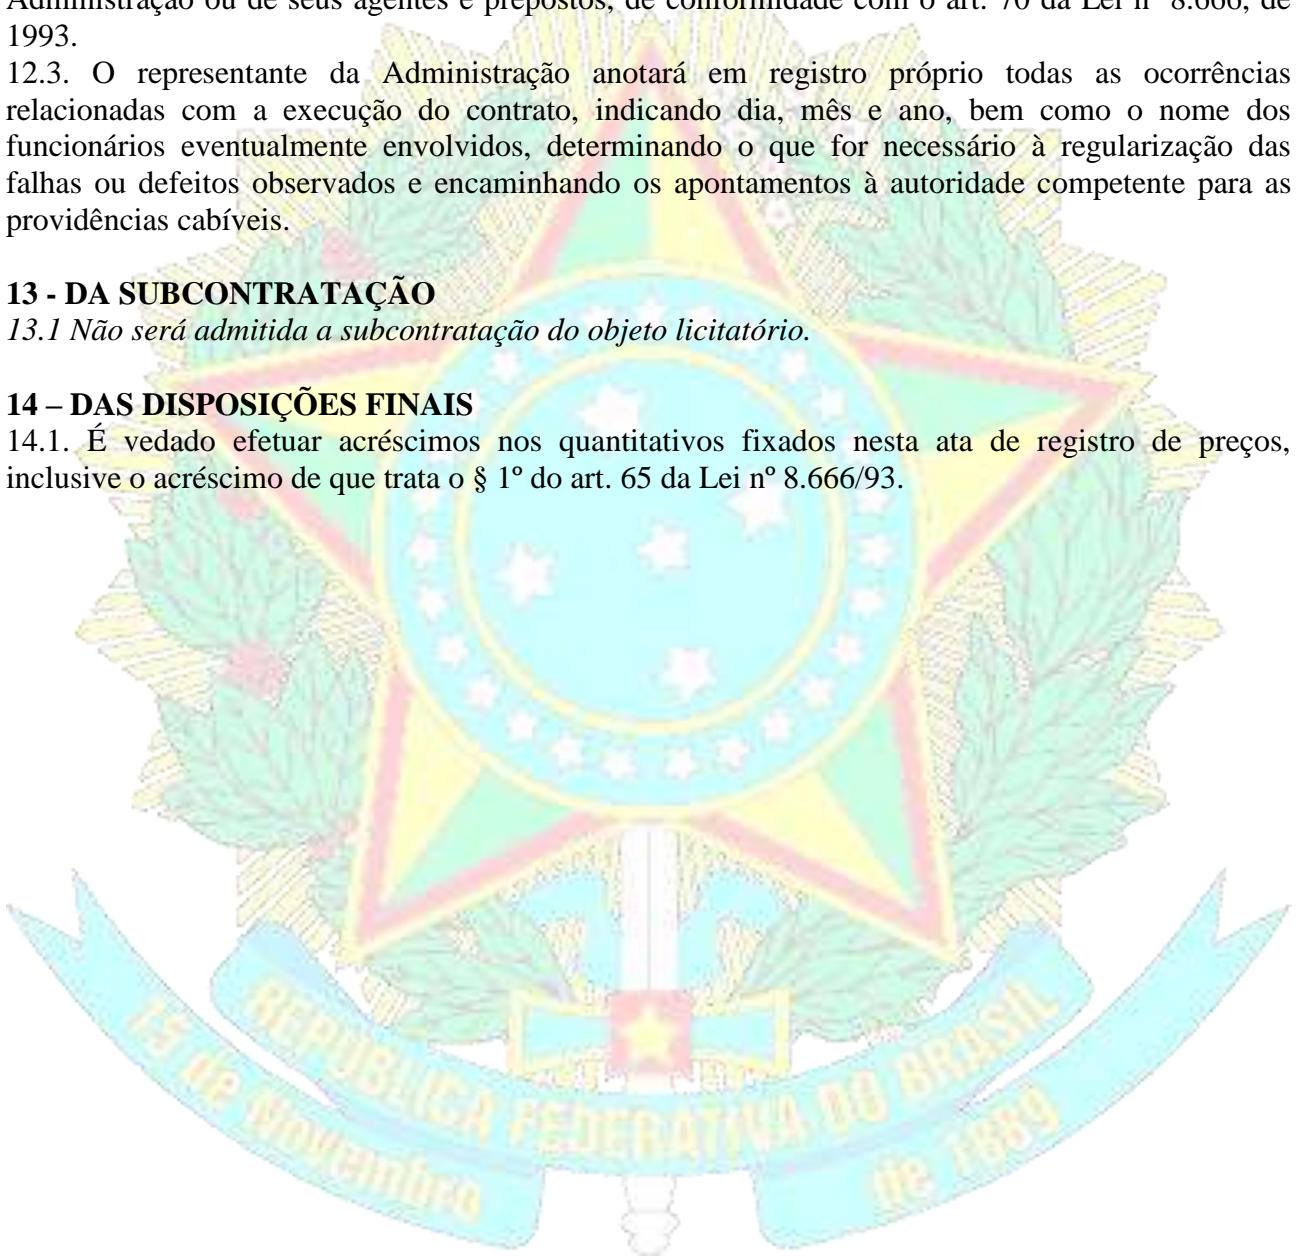 Administração ou de seus agentes e prepostos, de conformidade com o art. 70 da Lei nº 8.666, de
1993.
12.3. O representante da Administração anotará em registro próprio todas as ocorrências
relacionadas com a execução do contrato, indicando dia, mês e ano, bem como o nome dos
funcionários eventualmente envolvidos, determinando o que for necessário à regularização das
falhas ou defeitos observados e encaminhando os apontamentos à autoridade competente para as
providências cabíveis.
13 - DA SUBCONTRATAÇÃO
13.1 Não será admitida a subcontratação do objeto licitatório.
14 – DAS DISPOSIÇÕES FINAIS
14.1. É vedado efetuar acréscimos nos quantitativos fixados nesta ata de registro de preços,
inclusive o acréscimo de que trata o § 1º do art. 65 da Lei nº 8.666/93.
REPÚBLICA FEDERATIVA DO BRASIL
15 de Novembro
de 1889